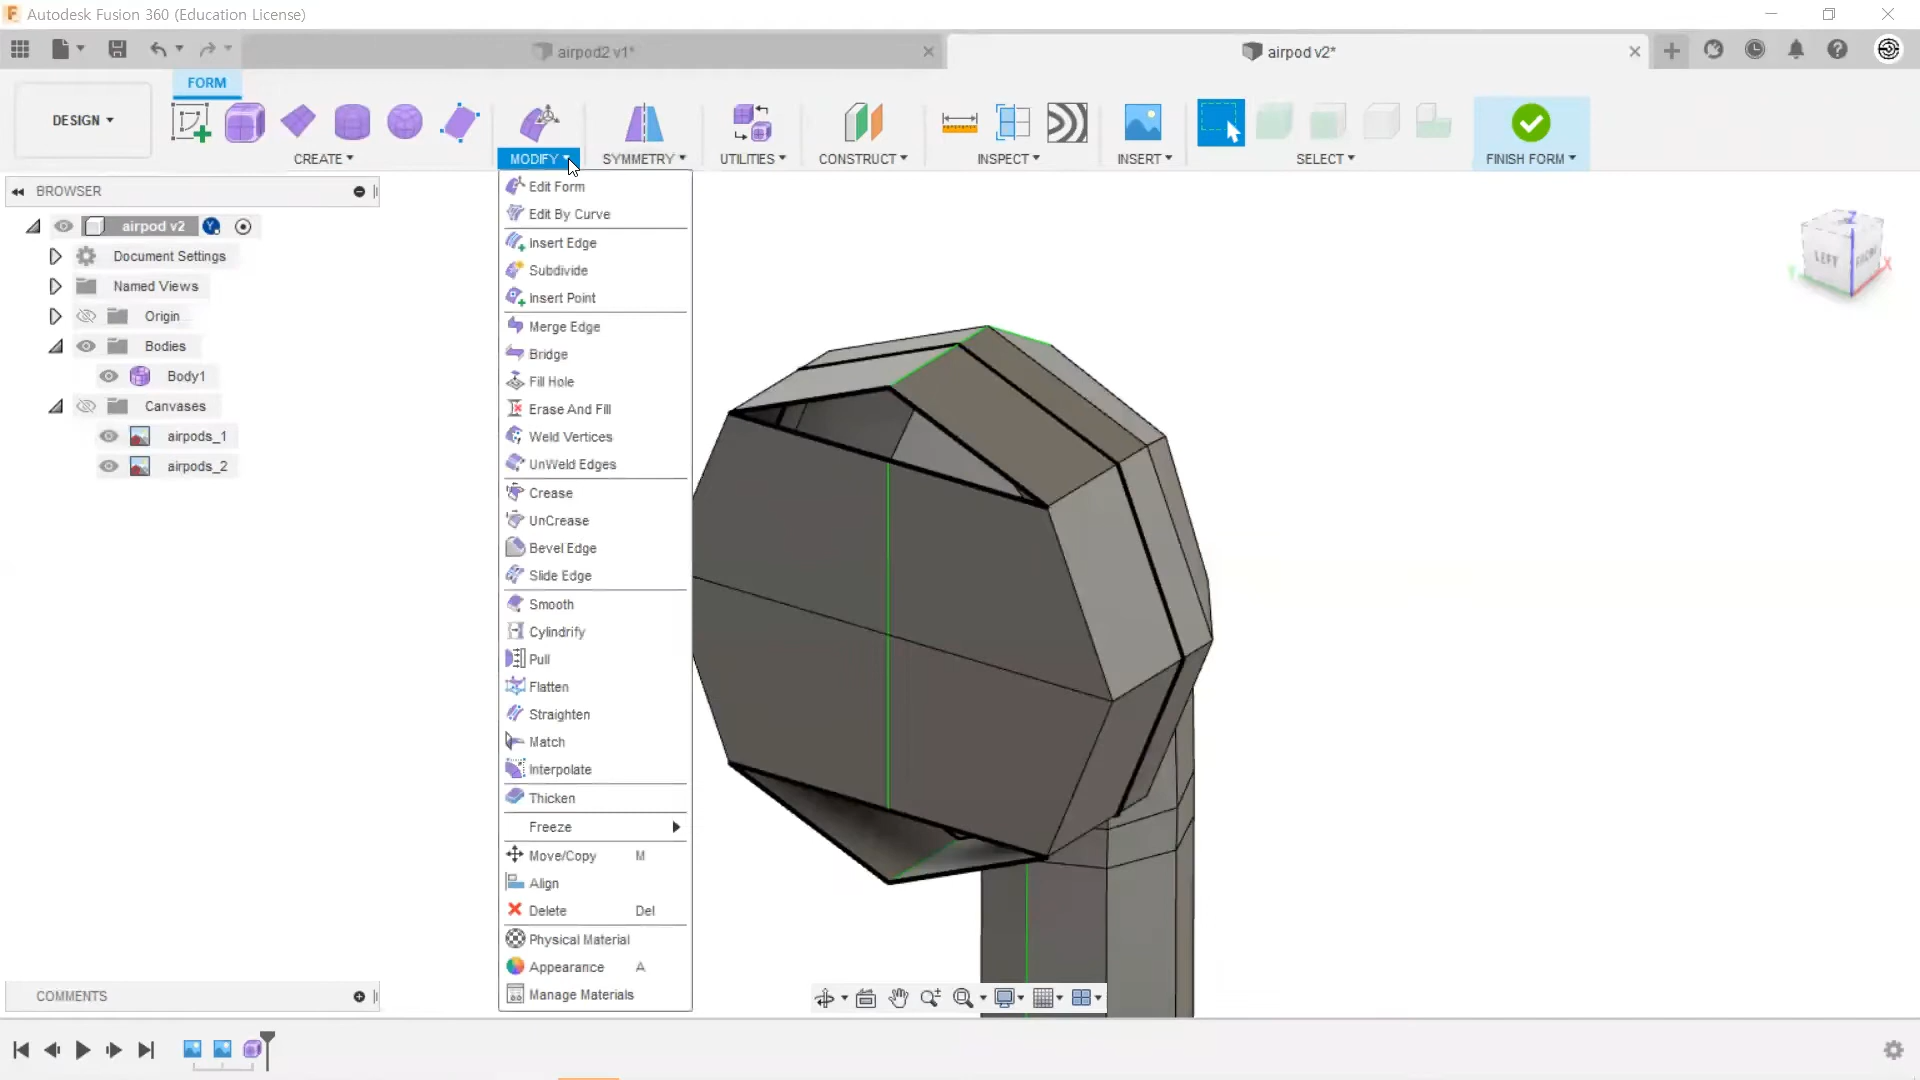 Autodesk Fusion 360 (Education License)
airpod2 v1*
airpod v2*
FORM
DESIGN
CREATE
MODIFY
SYMMETRY
UTILITIES
CONSTRUCT
INSPECT
INSERT
SELECT
FINISH FORM
BROWSER
airpod v2
Document Settings
Named Views
Origin
Bodies
Body1
Canvases
airpods_1
airpods_2
Edit Form
Edit By Curve
Insert Edge
Subdivide
Insert Point
Merge Edge
Bridge
Fill Hole
Erase And Fill
Weld Vertices
UnWeld Edges
Crease
UnCrease
Bevel Edge
Slide Edge
Smooth
Cylindrify
Pull
Flatten
Straighten
Match
Interpolate
Thicken
Freeze
Move/Copy M
Align
Delete Del
Physical Material
Appearance A
Manage Materials
Z
LEFT
X
COMMENTS